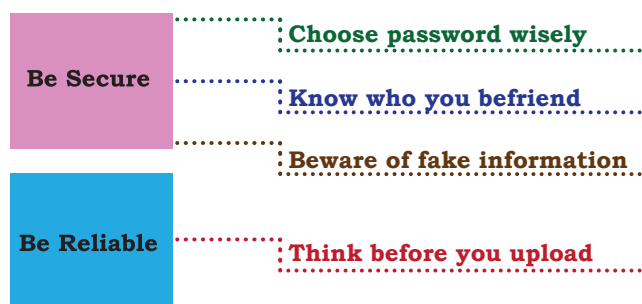 Be Secure
Choose password wisely
Know who you befriend
Beware of fake information
Be Reliable
Think before you upload